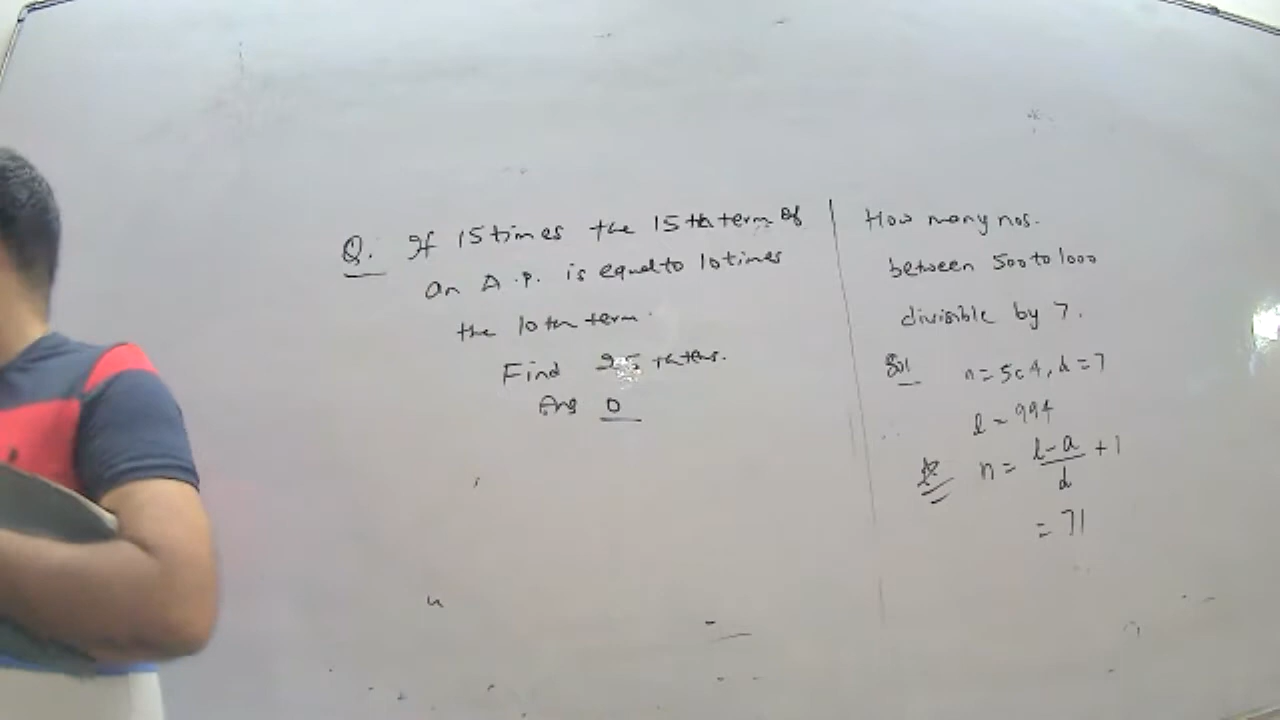 Q. If 15 times the 15th term of
an A.P. is equal to 10 times
the 10th term.
Find 25 th
Ans 0
How many nos.
between 500 to 1000
divisible by 7.
Sol n = 504, d = 7
l = 994
n = l-a/d + 1
= 71